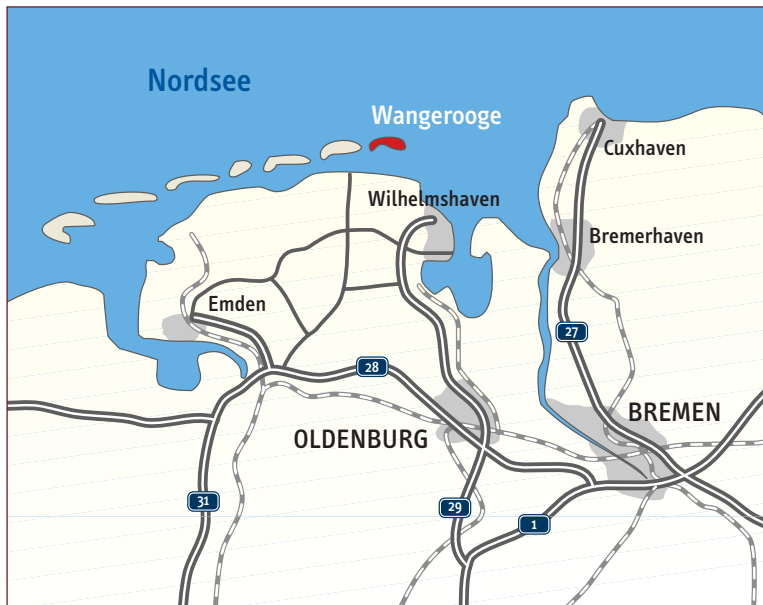 Nordsee
Wangerooge
Cuxhaven
Wilhelmshaven
Bremerhaven
Emden
27
28
BREMEN
OLDENBURG
31
29
1